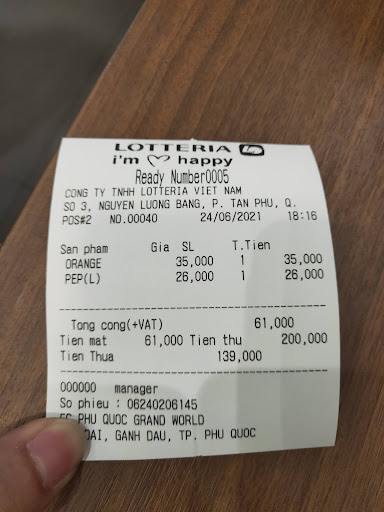 LOTTERIA
i'm happy
Ready Number0005
CONG TY TNHH LOTTERIA VIET NAM
SO 3, NGUYEN LUONG BANG, P. TAN PHU, Q.
POS#2 NO.00040 24/06/2021 18:16
San pham Gia SL T.Tien
ORANGE 35,000 1 35,000
PEP(L) 26,000 1 26,000
Tong cong(+VAT) 61,000
Tien mat 61,000 Tien thu 200,000
Tien Thua 139,000
000000 manager
So phieu : 06240206145
PHU QUOC GRAND WORLD
DAI, GANH DAU, TP. PHU QUOC